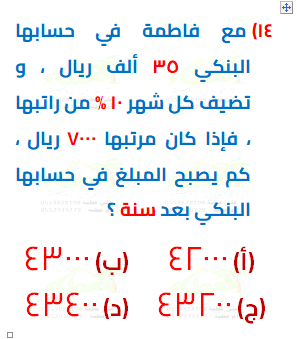 ١٤) مع فاطمة في حسابها
البنكي ٣٥ ألف ريال ، و
تضيف كل شهر ١٠ % من راتبها
، فإذا كان مرتبها ٧٠٠٠ ريال ،
كم يصبح المبلغ في حسابها
البنكي بعد سنة ؟
(أ) ٤٢٠٠٠ (ب) ٤٣٠٠٠
(ج) ٤٣٢٠٠ (د) ٤٣٤٠٠